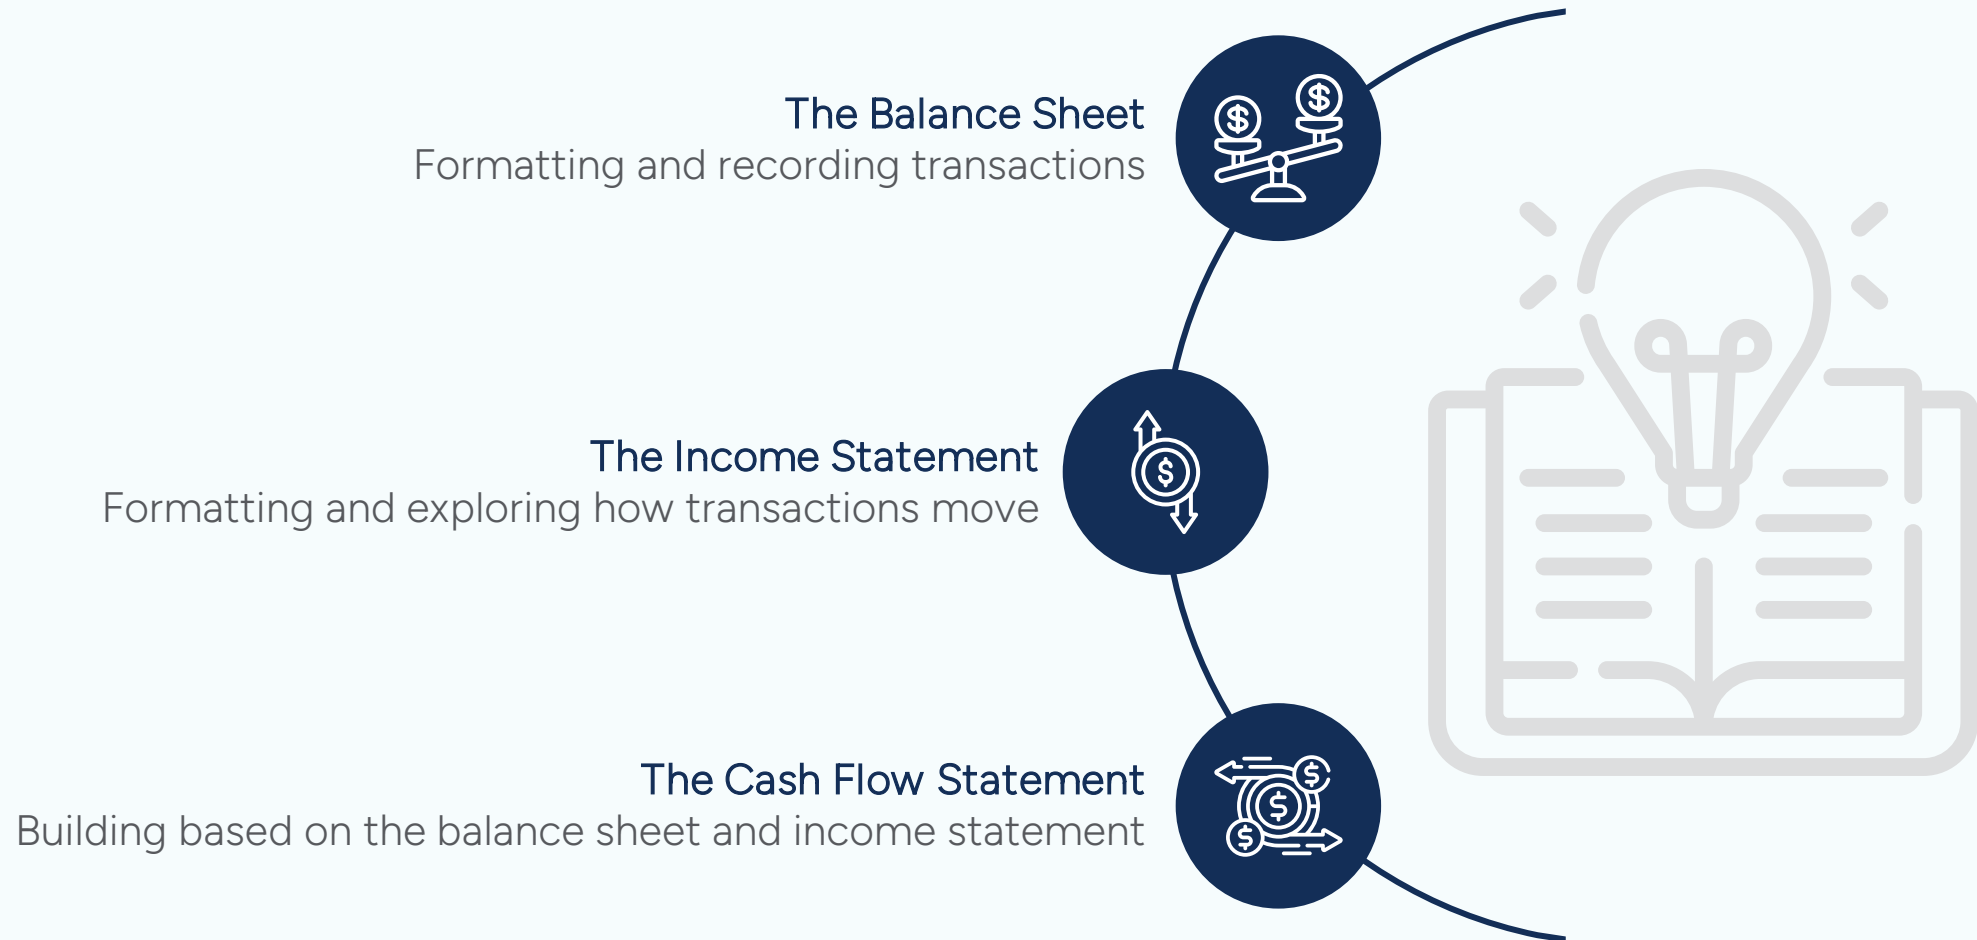 The Balance Sheet
Formatting and recording transactions
The Income Statement
Formatting and exploring how transactions move
The Cash Flow Statement
Building based on the balance sheet and income statement